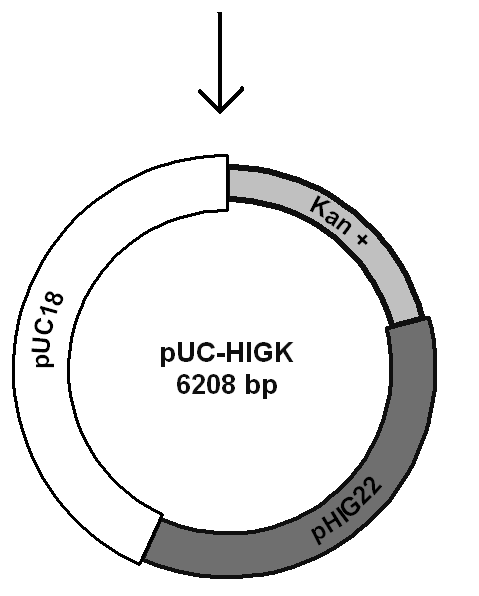 Kan +
pUC18
pUC-HIGK
6208 bp
pHIG22